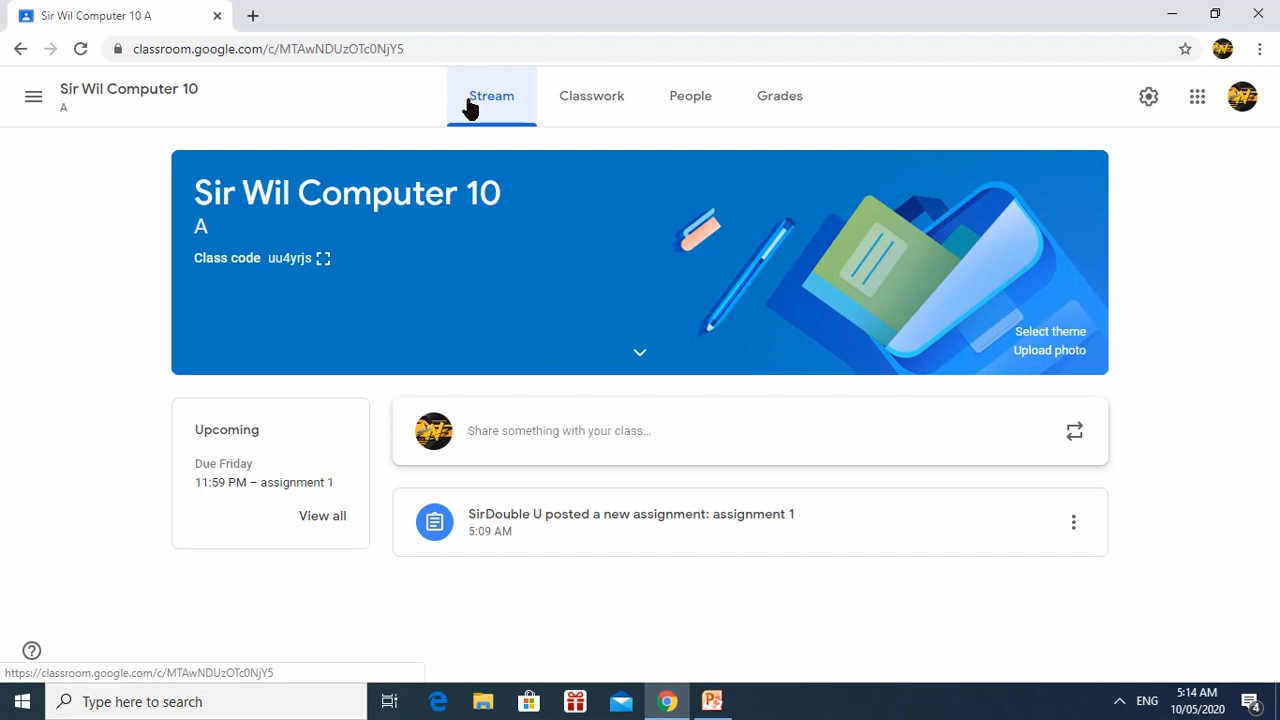 Sir Wil Computer 10 A
classroom.google.com/c/MTAwNDUzOTc0NjY5
Sir Wil Computer 10
A
Stream
Classwork
People
Grades
Sir Wil Computer 10
A
Class code uu4yrjs
Select theme
Upload photo
Upcoming
Due Friday
11:59 PM – assignment 1
View all
Share something with your class...
SirDouble U posted a new assignment: assignment 1
5:09 AM
https://classroom.google.com/c/MTAwNDUzOTc0NjY5
Type here to search
ENG
5:14 AM
10/05/2020
4